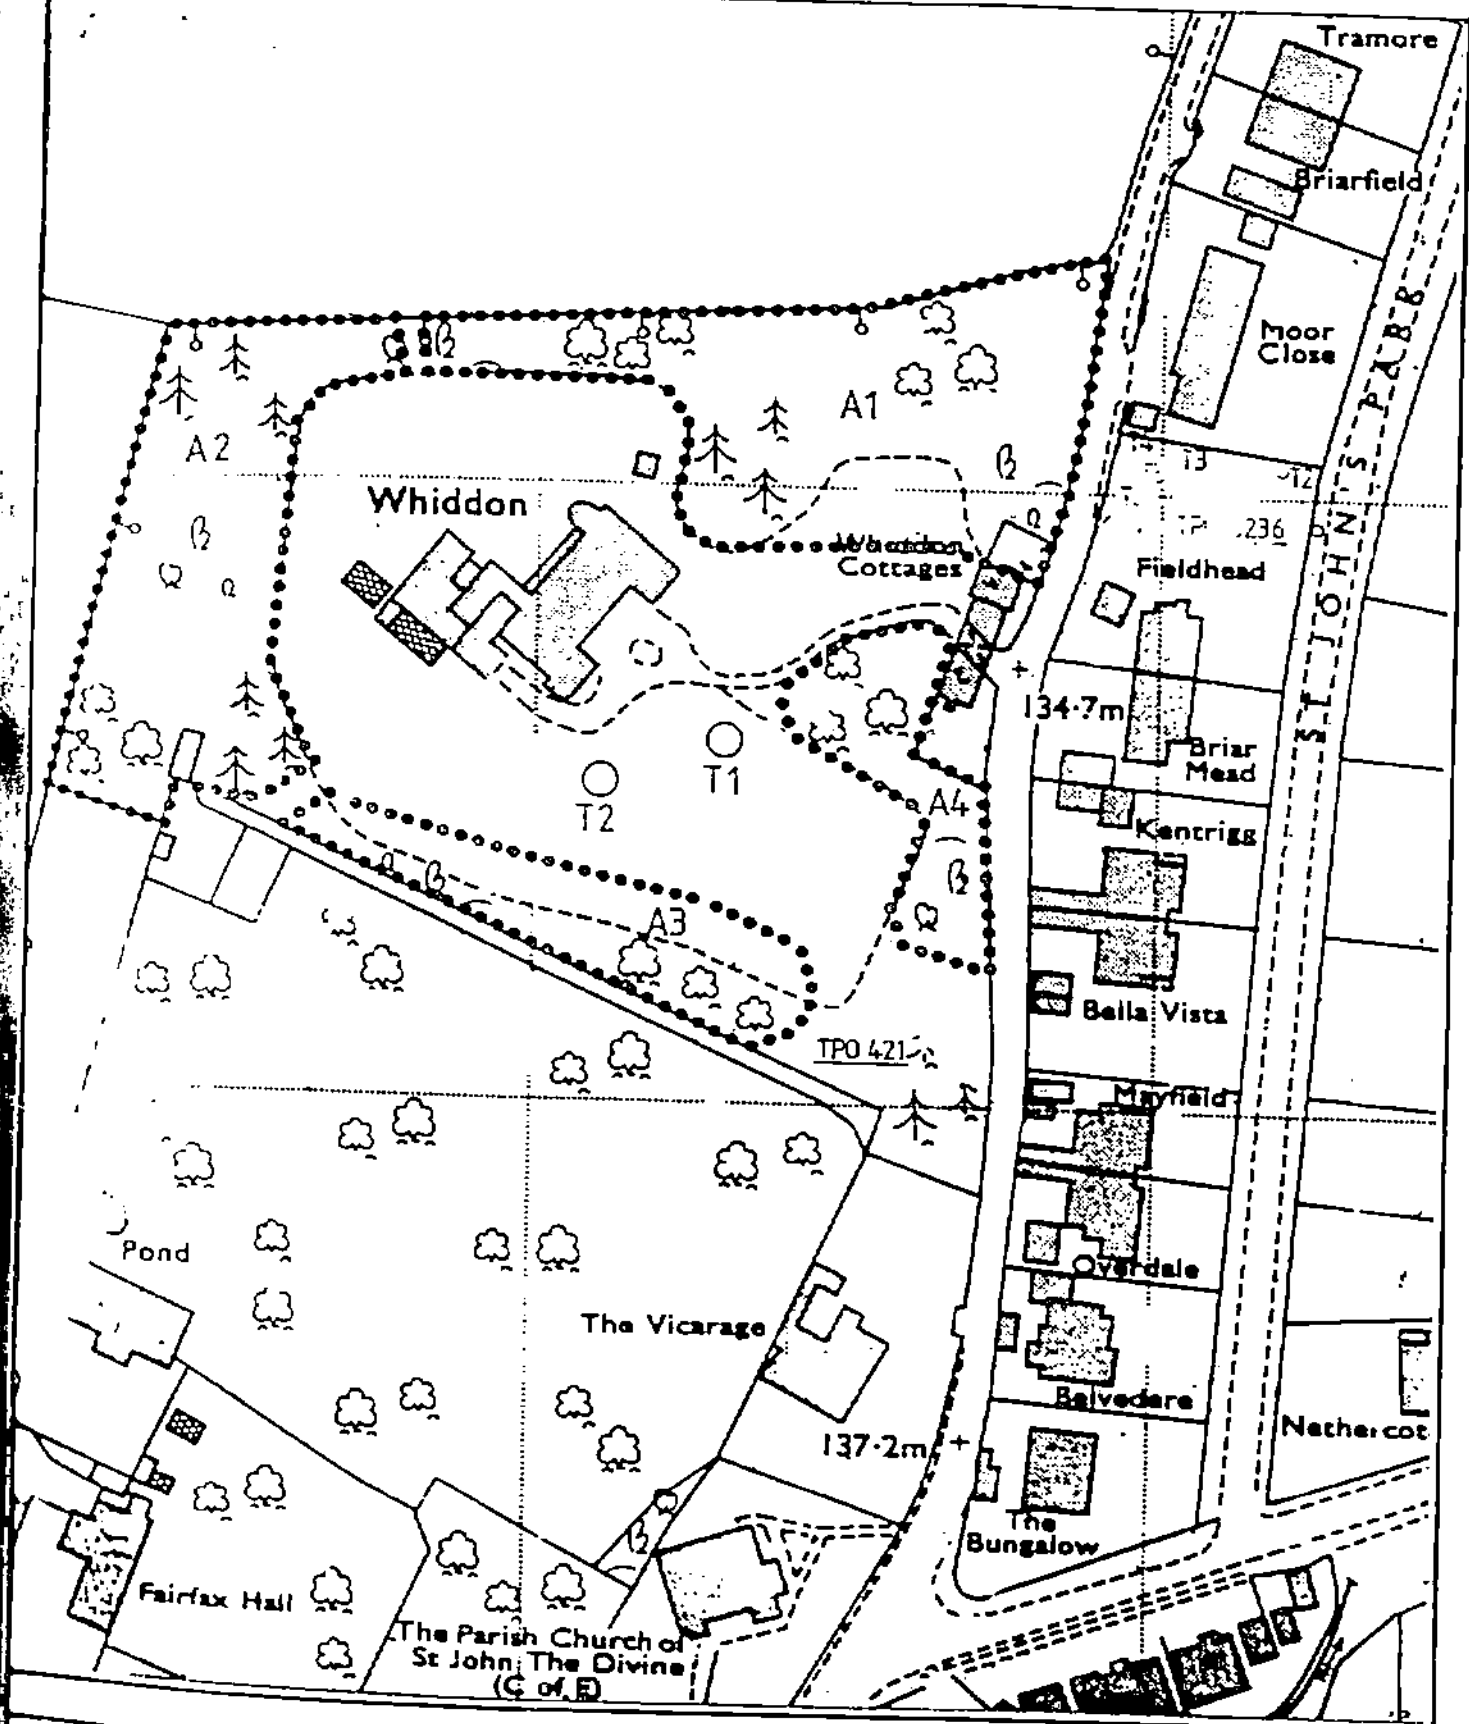 Tramore
Briarfield
Moor
Close
A1
A2
T3
T2
236
Whiddon
Cottages
Fieldhead
ST JOHN'S PARK
134·7m
Briar
Mead
T1
T2
A4
Kentrigg
A3
Bella Vista
TPO 421
Mayfield
Pond
Overdale
The Vicarage
Belvedere
Nethercot
137·2m
The
Bungalow
Fairfax Hall
The Parish Church of
St John The Divine
(C of E)